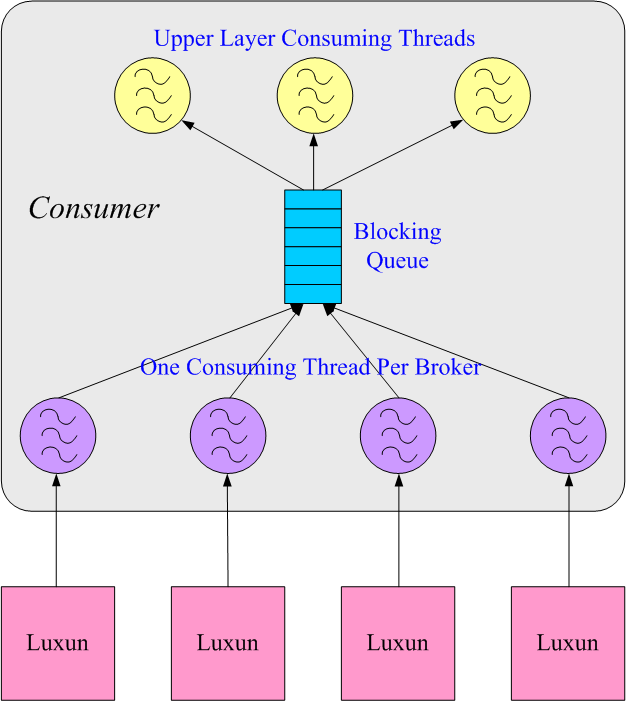 Upper Layer Consuming Threads
Consumer
Blocking
Queue
One Consuming Thread Per Broker
Luxun
Luxun
Luxun
Luxun